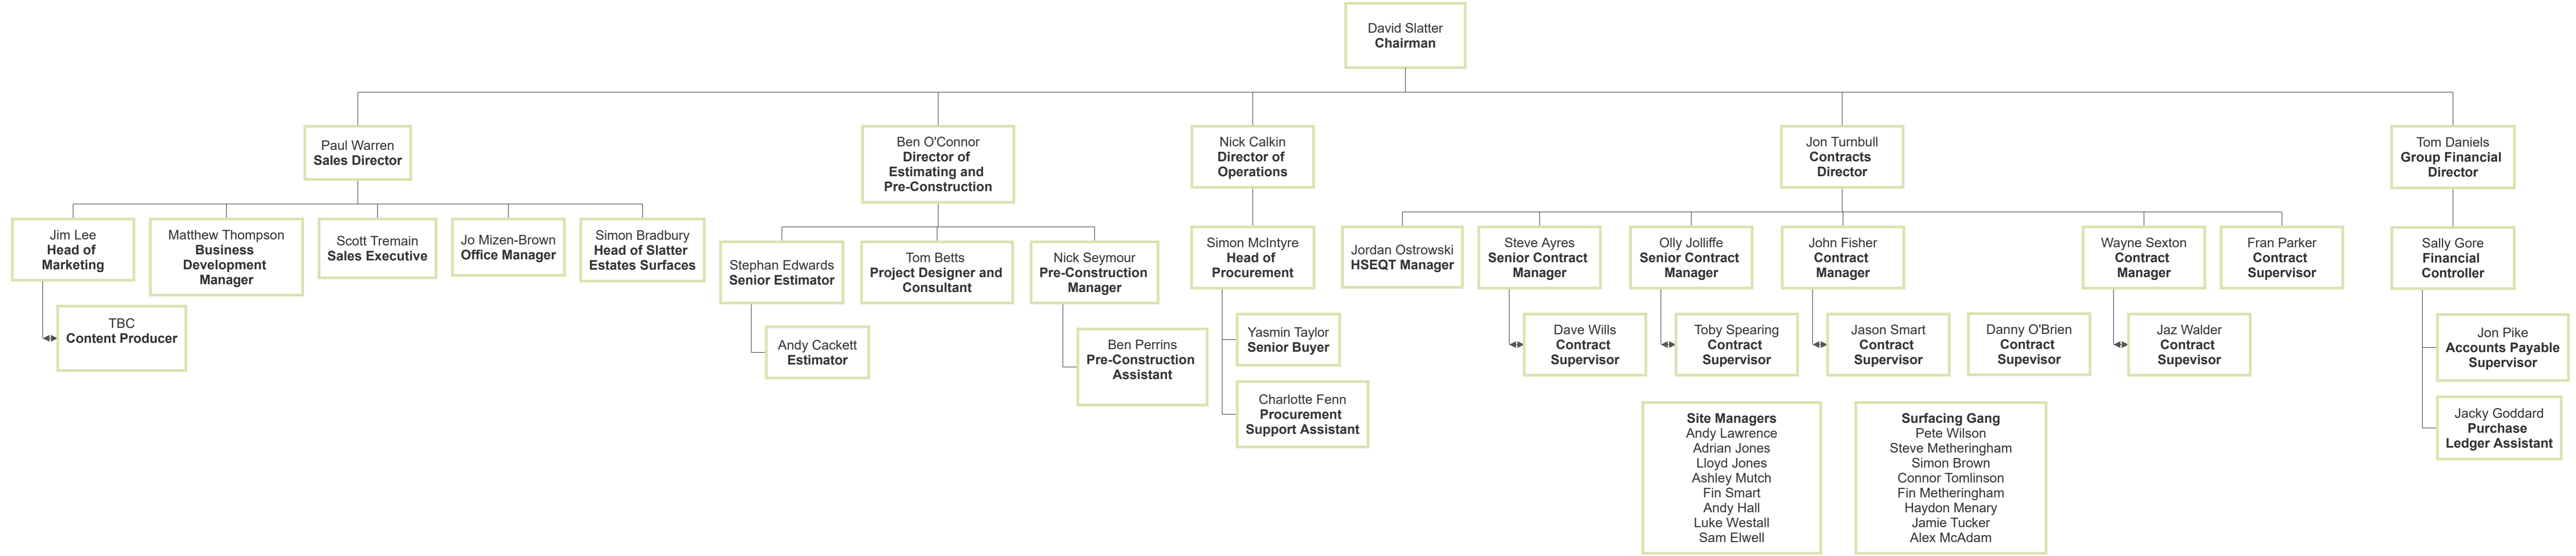 David Slatter
Chairman
Paul Warren
Sales Director
Ben O'Connor
Director of
Estimating and
Pre-Construction
Nick Calkin
Director of
Operations
Jon Turnbull
Contracts
Director
Tom Daniels
Group Financial
Director
Jim Lee
Head of
Marketing
Matthew Thompson
Business
Development
Manager
Scott Tremain
Sales Executive
Jo Mizen-Brown
Office Manager
Simon Bradbury
Head of Slatter
Estates Surfaces
Stephan Edwards
Senior Estimator
Tom Betts
Project Designer and
Consultant
Nick Seymour
Pre-Construction
Manager
Simon McIntyre
Head of
Procurement
Jordan Ostrowski
HSEQT Manager
Steve Ayres
Senior Contract
Manager
Olly Jolliffe
Senior Contract
Manager
John Fisher
Contract
Manager
Wayne Sexton
Contract
Manager
Fran Parker
Contract
Supervisor
Sally Gore
Financial
Controller
TBC
Content Producer
Andy Cackett
Estimator
Ben Perrins
Pre-Construction
Assistant
Yasmin Taylor
Senior Buyer
Charlotte Fenn
Procurement
Support Assistant
Dave Wills
Contract
Supervisor
Toby Spearing
Contract
Supervisor
Jason Smart
Contract
Supervisor
Danny O'Brien
Contract
Supevisor
Jaz Walder
Contract
Supevisor
Jon Pike
Accounts Payable
Supervisor
Jacky Goddard
Purchase
Ledger Assistant
Site Managers
Andy Lawrence
Adrian Jones
Lloyd Jones
Ashley Mutch
Fin Smart
Andy Hall
Luke Westall
Sam Elwell
Surfacing Gang
Pete Wilson
Steve Metheringham
Simon Brown
Connor Tomlinson
Fin Metheringham
Haydon Menary
Jamie Tucker
Alex McAdam